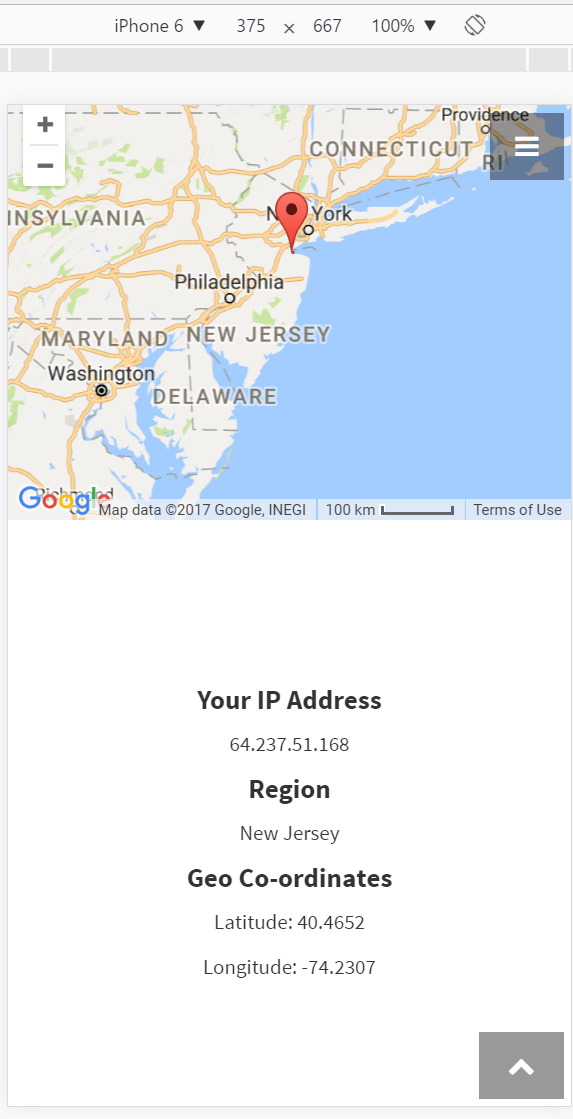 iPhone 6 ▼ 375 × 667 100% ▼
Providence
CONNECTICUT
RI
NSYLVANIA
York
Philadelphia
MARYLAND
NEW JERSEY
Washington
DELAWARE
Richmond
Google
Map data ©2017 Google, INEGI
100 km
Terms of Use
Your IP Address
64.237.51.168
Region
New Jersey
Geo Co-ordinates
Latitude: 40.4652
Longitude: -74.2307